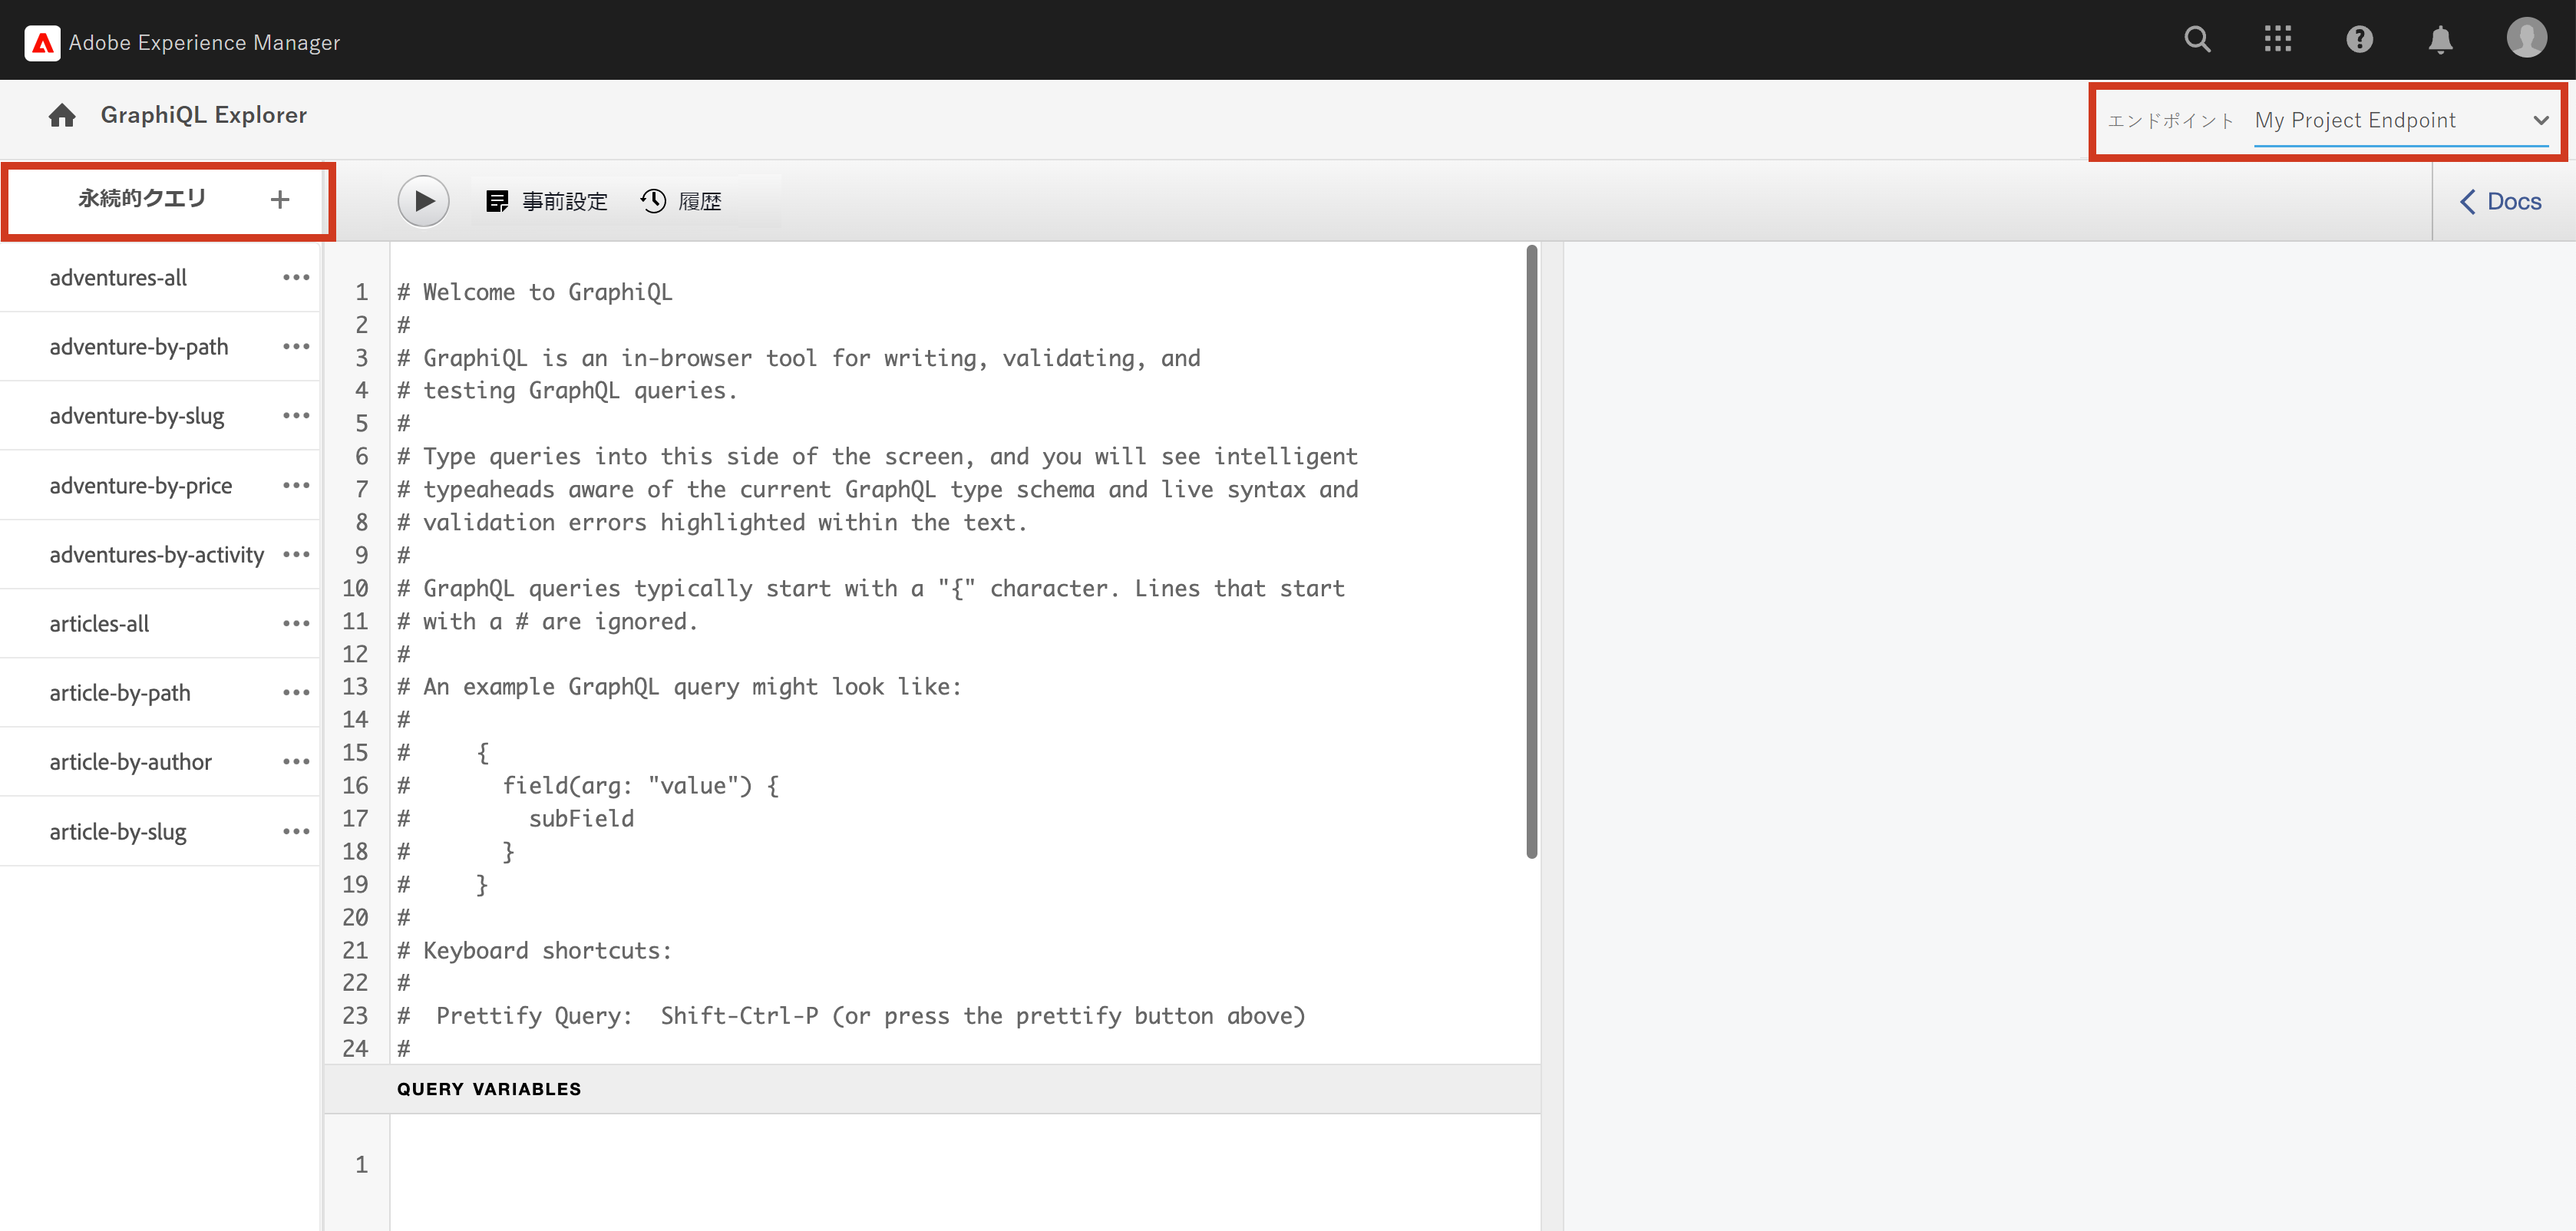 Adobe Experience Manager
GraphiQL Explorer
エンドポイント My Project Endpoint
永続的クエリ +
事前設定 履歴
Docs
adventures-all
adventure-by-path
adventure-by-slug
adventure-by-price
adventures-by-activity
articles-all
article-by-path
article-by-author
article-by-slug
1 # Welcome to GraphiQL
2 #
3 # GraphiQL is an in-browser tool for writing, validating, and
4 # testing GraphQL queries.
5 #
6 # Type queries into this side of the screen, and you will see intelligent
7 # typeaheads aware of the current GraphQL type schema and live syntax and
8 # validation errors highlighted within the text.
9 #
10 # GraphQL queries typically start with a "{" character. Lines that start
11 # with a # are ignored.
12 #
13 # An example GraphQL query might look like:
14 #
15 #     {
16 #       field(arg: "value") {
17 #         subField
18 #       }
19 #     }
20 #
21 # Keyboard shortcuts:
22 #
23 #  Prettify Query:  Shift-Ctrl-P (or press the prettify button above)
24 #
QUERY VARIABLES
1